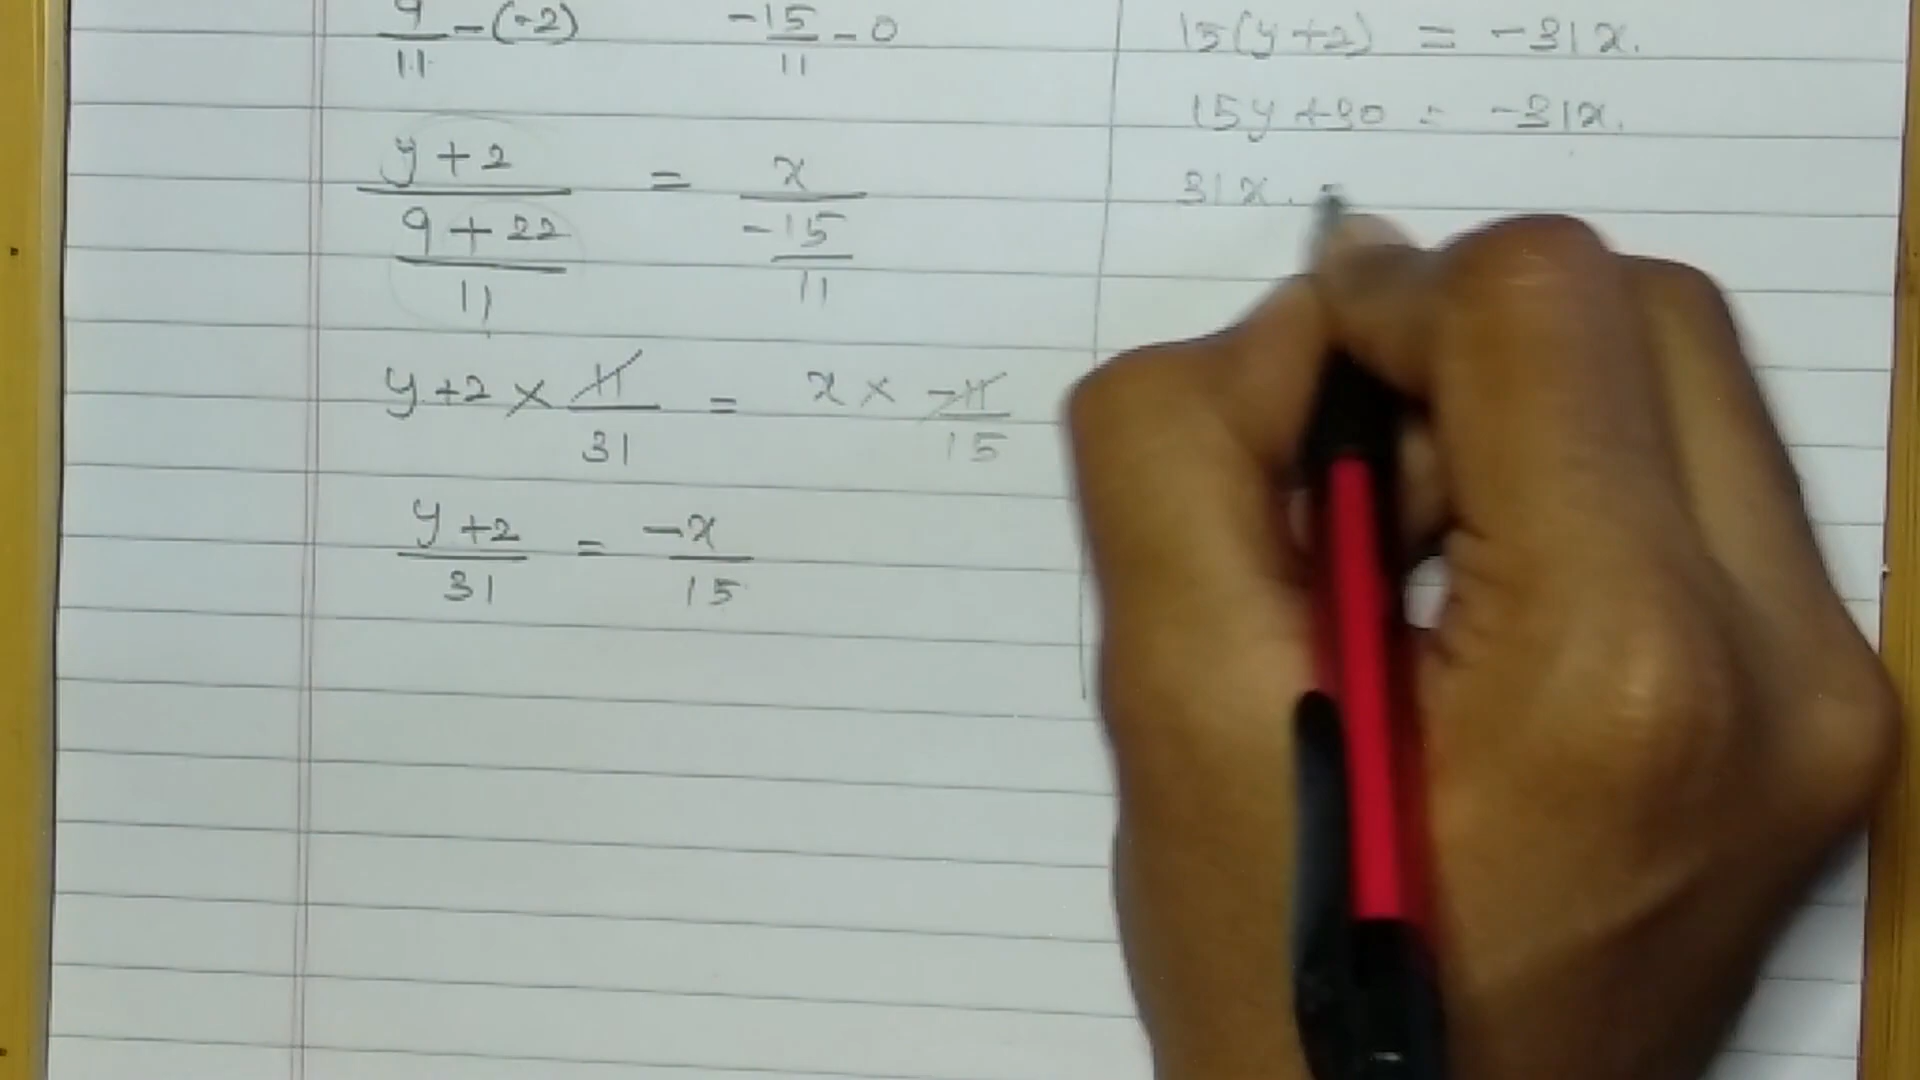 9/11 - (-2)    -15/11 - 0
y+2 / (9+22 / 11) = x / (-15/11)
y+2 × 11/31 = x × -11/15
y+2 / 31 = -x / 15
15(y+2) = -31x.
15y +30 = -31x.
31x.